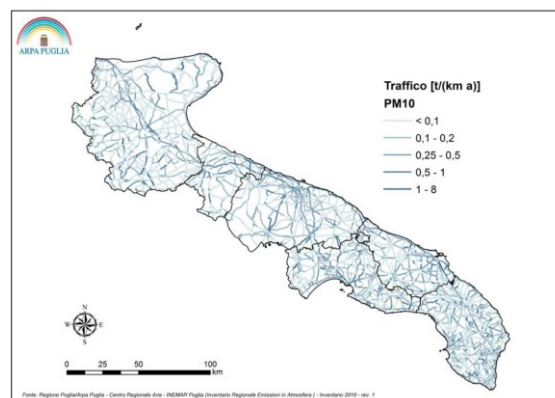 ARPA PUGLIA
Traffico [t/(km a)]
PM10
< 0,1
0,1 - 0,2
0,25 - 0,5
0,5 - 1
1 - 8
N
W E
S
0 25 50 100
km
Fonte: Regione Puglia/Arpa Puglia - Centro Regionale Aria - INEMAR Puglia (Inventario Regionale Emissioni in Atmosfera ) - Inventario 2010 - rev. 1